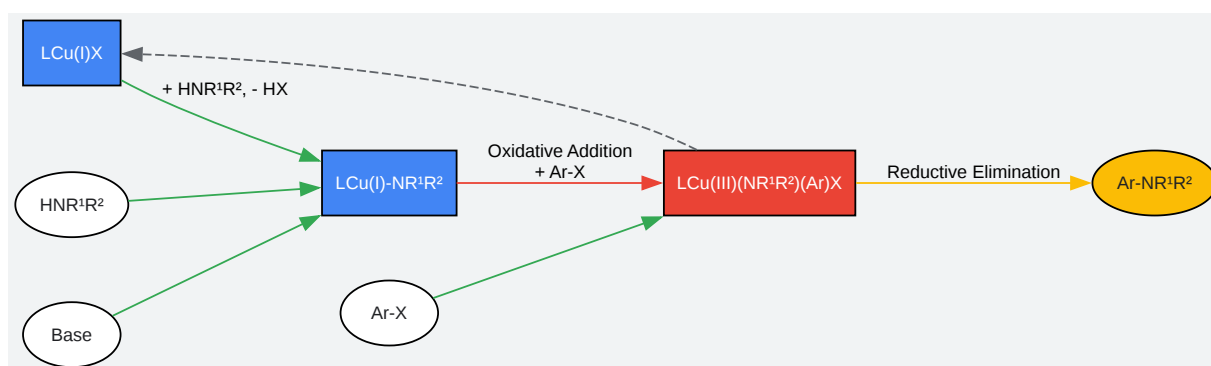 LCu(I)X
+ HNR¹R², - HX
HNR¹R²
Base
LCu(I)-NR¹R²
Oxidative Addition
+ Ar-X
Ar-X
LCu(III)(NR¹R²)(Ar)X
Reductive Elimination
Ar-NR¹R²